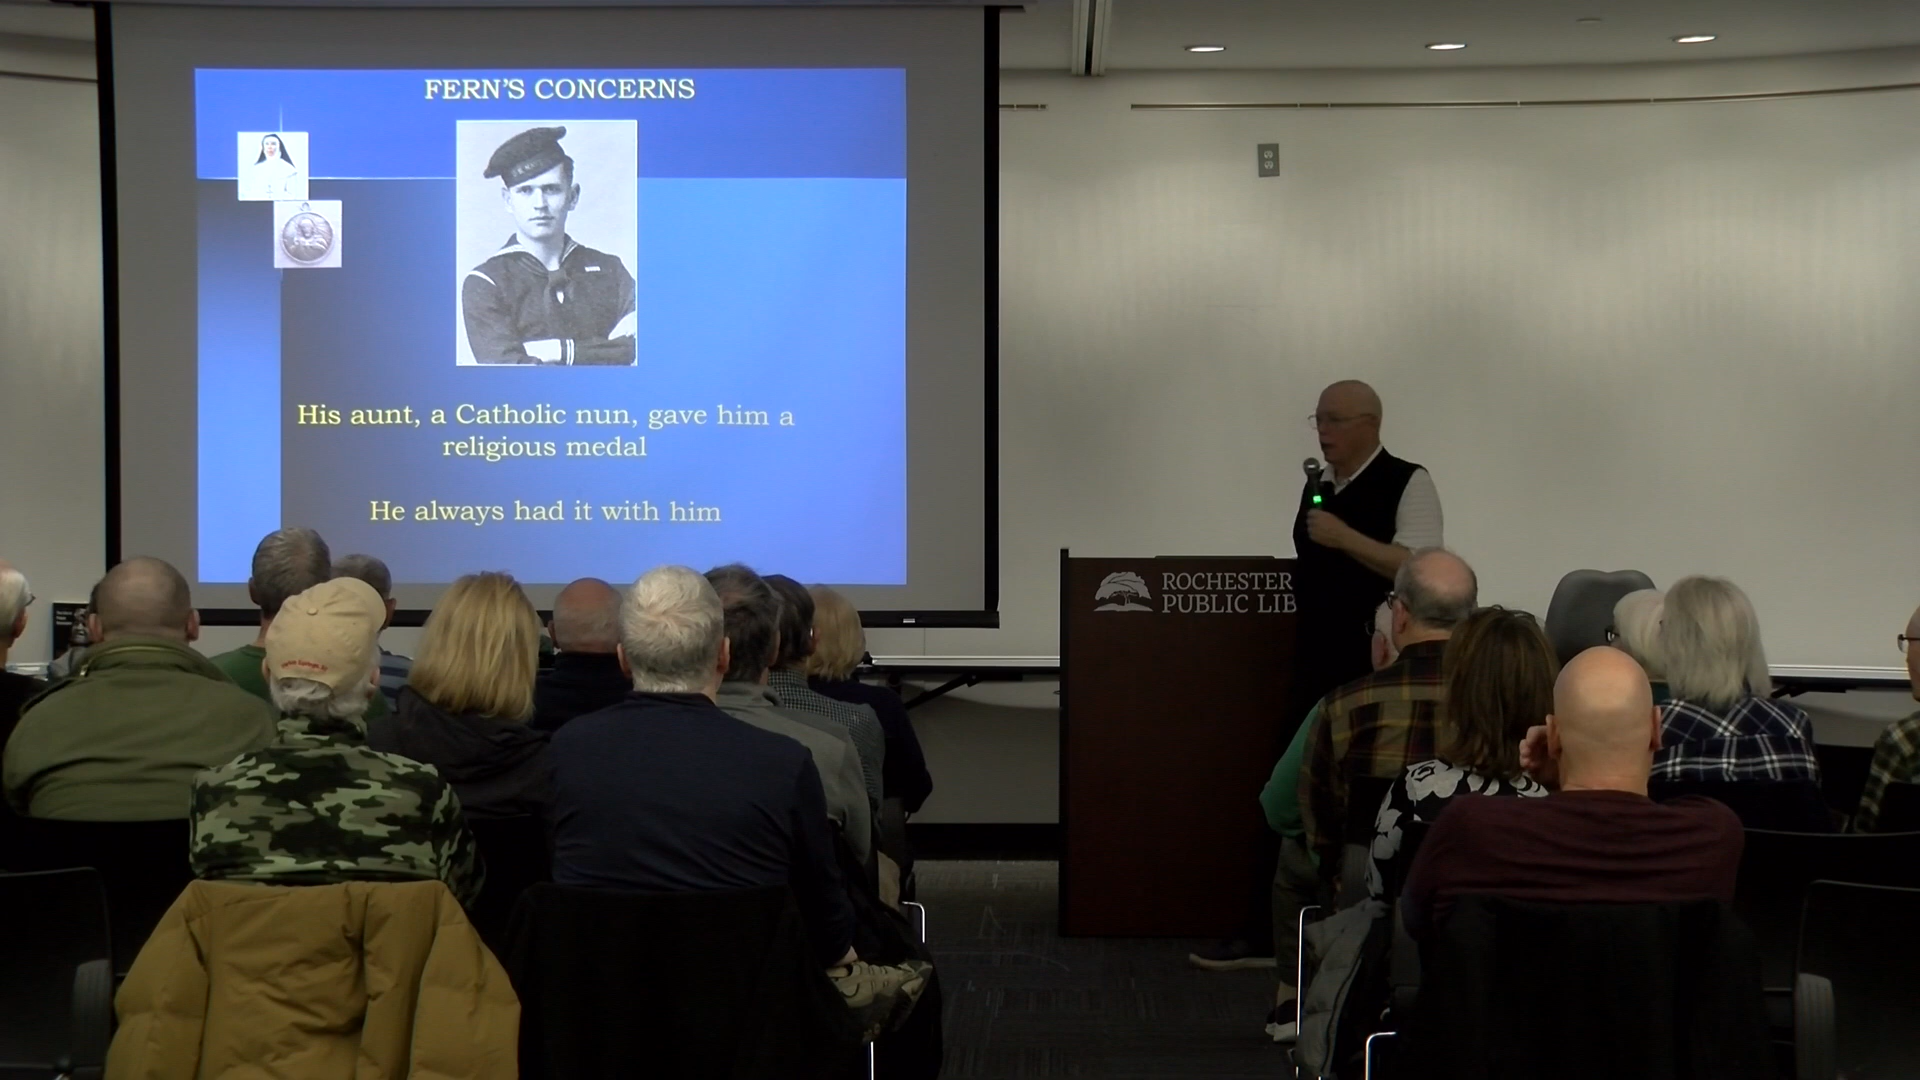 FERN'S CONCERNS
His aunt, a Catholic nun, gave him a
religious medal
He always had it with him
ROCHESTER
PUBLIC LIB